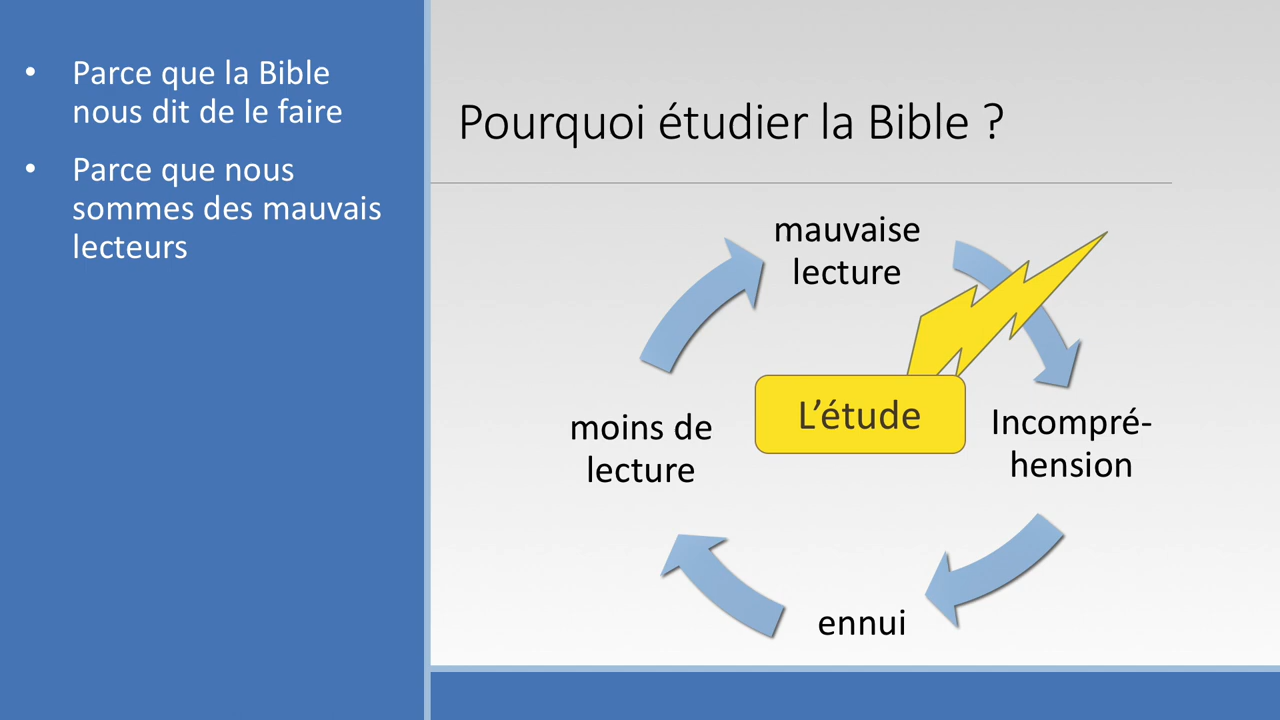 • Parce que la Bible
nous dit de le faire
• Parce que nous
sommes des mauvais
lecteurs
Pourquoi étudier la Bible ?
mauvaise
lecture
Incompré-
hension
ennui
moins de
lecture
L’étude